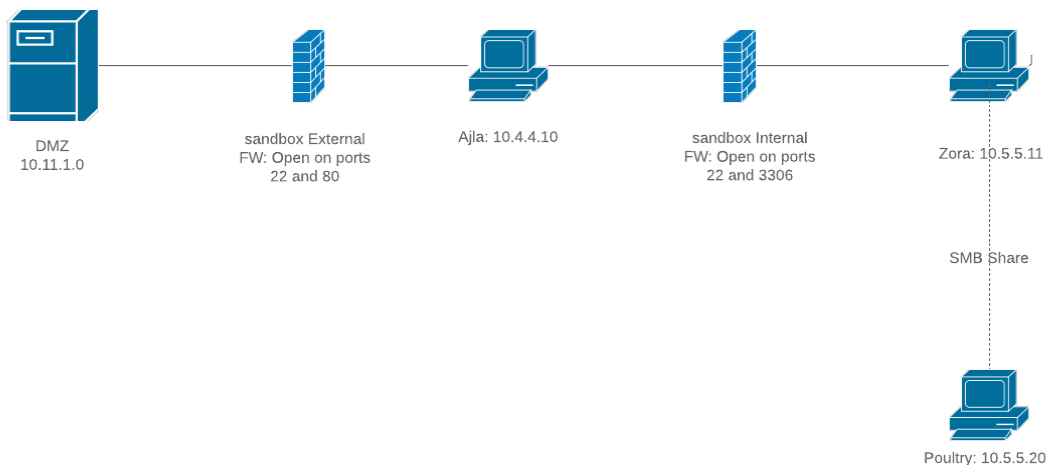 DMZ
10.11.1.0
sandbox External
FW: Open on ports
22 and 80
Ajla: 10.4.4.10
sandbox Internal
FW: Open on ports
22 and 3306
Zora: 10.5.5.11
SMB Share
Poultry: 10.5.5.20